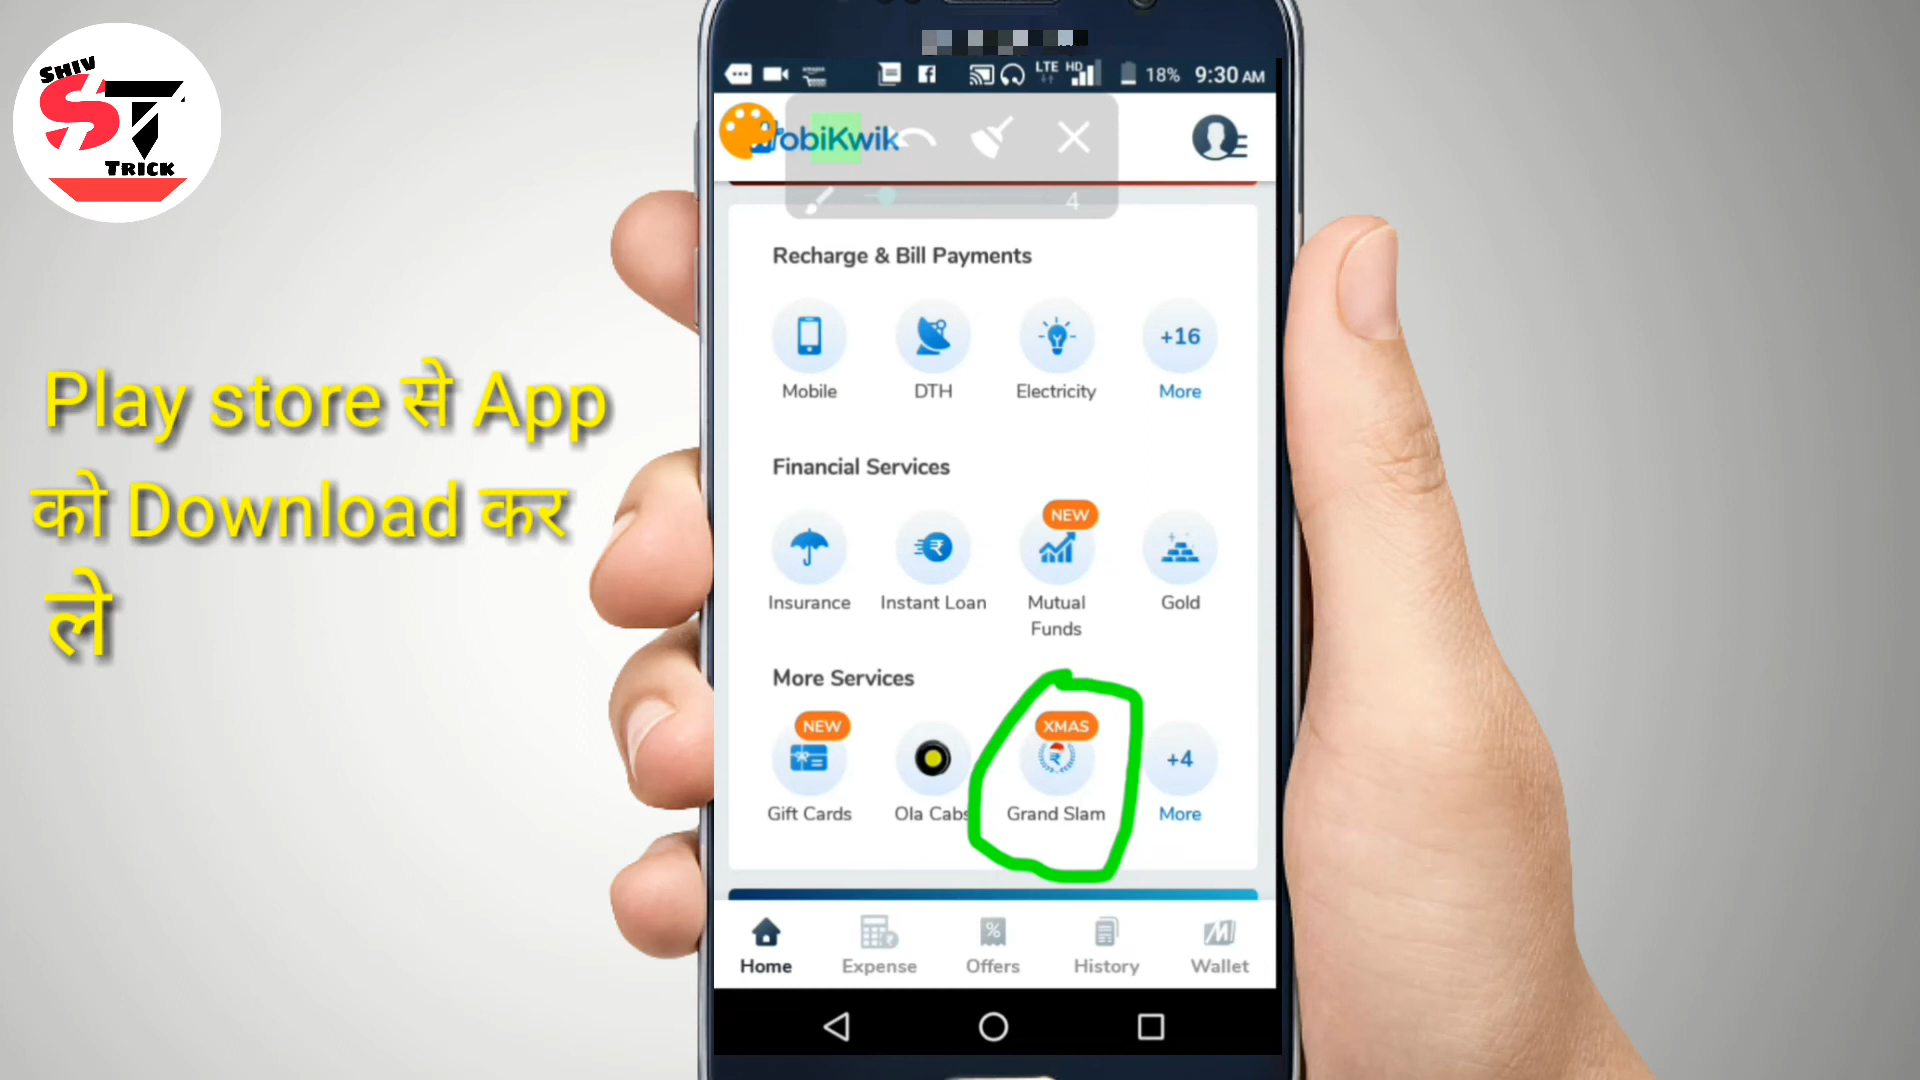 SHIV
ST
TRICK
Play store से App
को Download कर
ले
LTE HD 18% 9:30 AM
obiKwik
4
Recharge & Bill Payments
+16
Mobile DTH Electricity More
Financial Services
NEW
Insurance Instant Loan Mutual Funds Gold
More Services
NEW XMAS
+4
Gift Cards Ola Cabs Grand Slam More
Home Expense Offers History Wallet